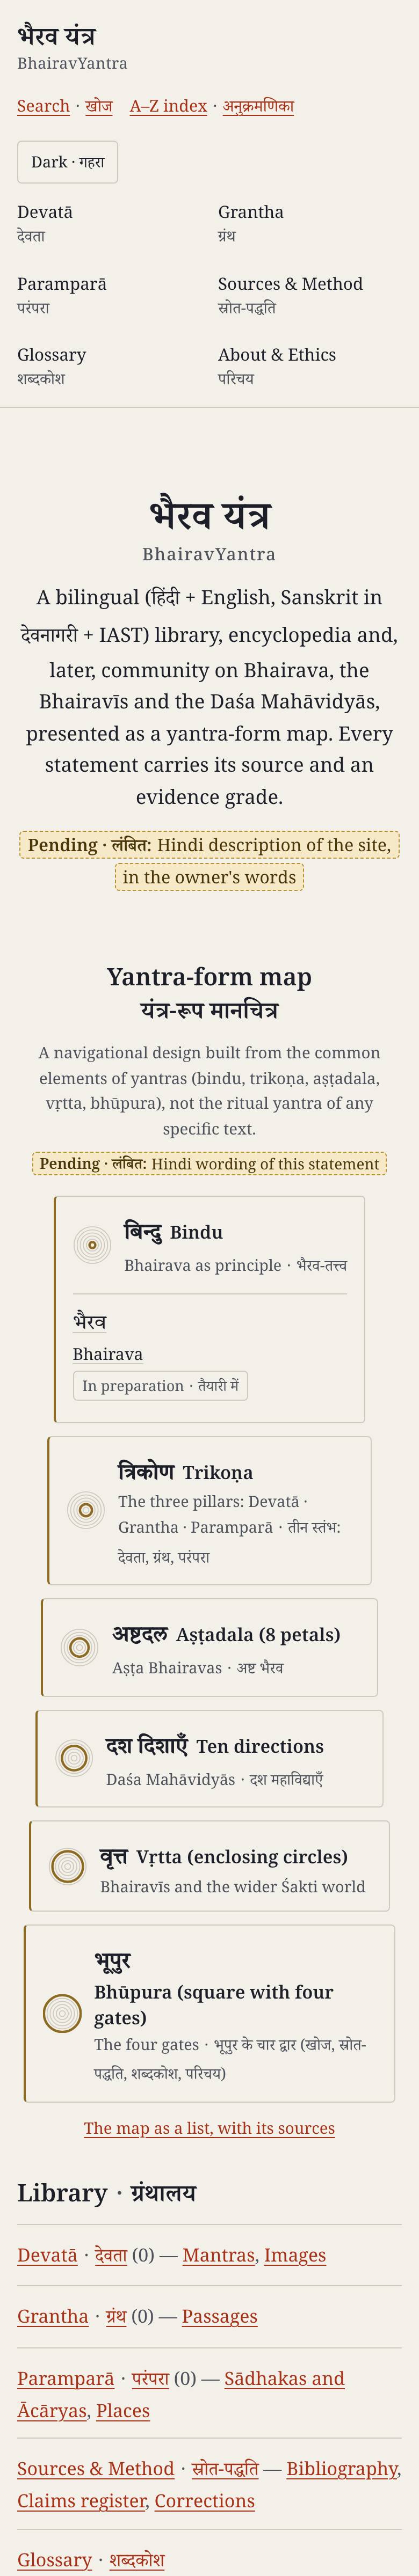 भैरव यंत्र
BhairavYantra
Search · खोज A–Z index · अनुक्रमणिका
Dark · गहरा
Devatā Grantha
देवता ग्रंथ
Paramparā Sources & Method
परंपरा स्रोत-पद्धति
Glossary About & Ethics
शब्दकोश परिचय
भैरव यंत्र
BhairavYantra
A bilingual (हिंदी + English, Sanskrit in
देवनागरी + IAST) library, encyclopedia and,
later, community on Bhairava, the
Bhairavīs and the Daśa Mahāvidyās,
presented as a yantra-form map. Every
statement carries its source and an
evidence grade.
Pending · लंबित: Hindi description of the site,
in the owner's words
Yantra-form map
यंत्र-रूप मानचित्र
A navigational design built from the common
elements of yantras (bindu, trikoṇa, aṣṭadala,
vṛtta, bhūpura), not the ritual yantra of any
specific text.
Pending · लंबित: Hindi wording of this statement
बिन्दु Bindu
Bhairava as principle · भैरव-तत्त्व
भैरव
Bhairava
In preparation · तैयारी में
त्रिकोण Trikoṇa
The three pillars: Devatā ·
Grantha · Paramparā · तीन स्तंभ:
देवता, ग्रंथ, परंपरा
अष्टदल Aṣṭadala (8 petals)
Aṣṭa Bhairavas · अष्ट भैरव
दश दिशाएँ Ten directions
Daśa Mahāvidyās · दश महाविद्याएँ
वृत्त Vṛtta (enclosing circles)
Bhairavīs and the wider Śakti world
भूपुर
Bhūpura (square with four
gates)
The four gates · भूपुर के चार द्वार (खोज, स्रोत-
पद्धति, शब्दकोश, परिचय)
The map as a list, with its sources
Library · ग्रंथालय
Devatā · देवता (0) — Mantras, Images
Grantha · ग्रंथ (0) — Passages
Paramparā · परंपरा (0) — Sādhakas and
Ācāryas, Places
Sources & Method · स्रोत-पद्धति — Bibliography,
Claims register, Corrections
Glossary · शब्दकोश